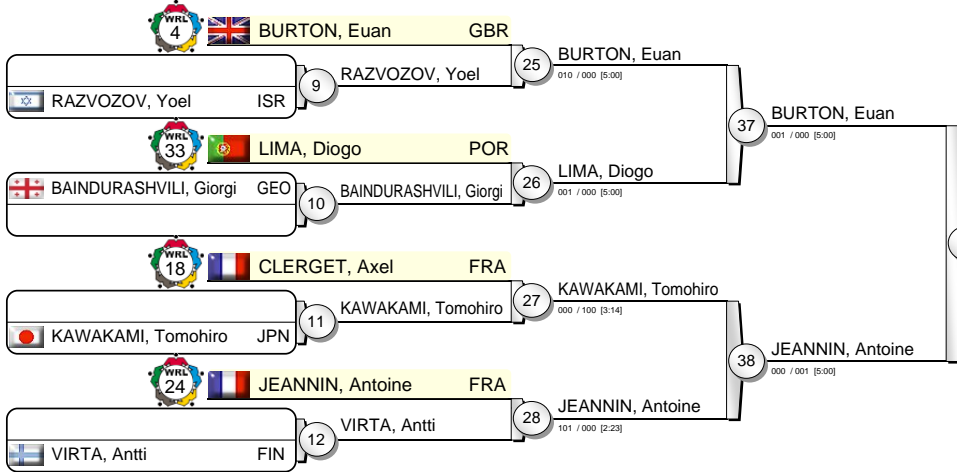 WRL
4
BURTON, Euan GBR
25
BURTON, Euan
010 / 000 [5:00]
9
RAZVOZOV, Yoel
RAZVOZOV, Yoel ISR
37
BURTON, Euan
001 / 000 [5:00]
WRL
33
LIMA, Diogo POR
26
LIMA, Diogo
001 / 000 [5:00]
BAINDURASHVILI, Giorgi GEO
10
BAINDURASHVILI, Giorgi
WRL
18
CLERGET, Axel FRA
27
KAWAKAMI, Tomohiro
000 / 100 [3:14]
11
KAWAKAMI, Tomohiro
KAWAKAMI, Tomohiro JPN
38
JEANNIN, Antoine
000 / 001 [5:00]
WRL
24
JEANNIN, Antoine FRA
28
JEANNIN, Antoine
101 / 000 [2:23]
12
VIRTA, Antti
VIRTA, Antti FIN